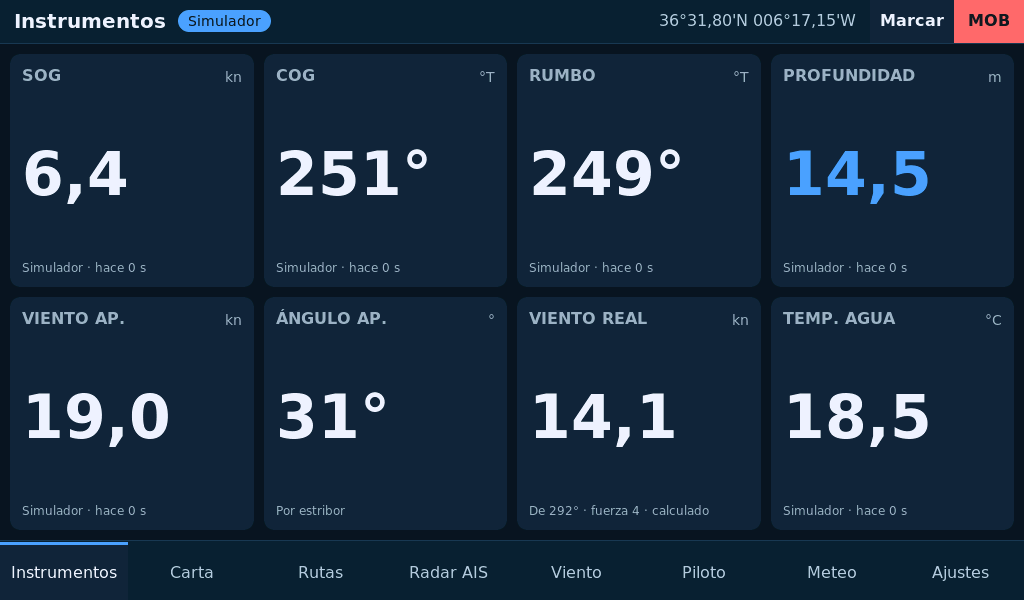 Instrumentos Simulador 36°31,80'N 006°17,15'W Marcar MOB
SOG kn
6,4
Simulador · hace 0 s
COG °T
251°
Simulador · hace 0 s
RUMBO °T
249°
Simulador · hace 0 s
PROFUNDIDAD m
14,5
Simulador · hace 0 s
VIENTO AP. kn
19,0
Simulador · hace 0 s
ÁNGULO AP. °
31°
Por estribor
VIENTO REAL kn
14,1
De 292° · fuerza 4 · calculado
TEMP. AGUA °C
18,5
Simulador · hace 0 s
Instrumentos Carta Rutas Radar AIS Viento Piloto Meteo Ajustes